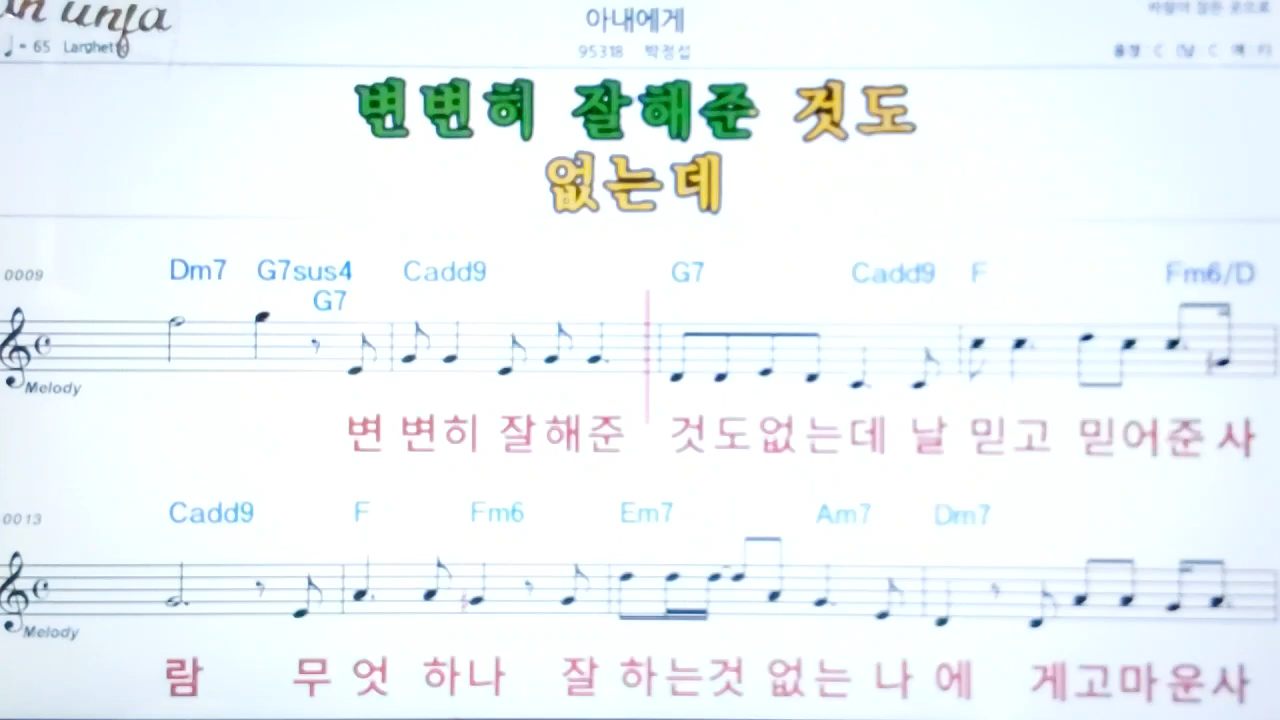 아내에게
♩= 65 Larghetto
95318 박정섭
변변히 잘해준 것도
없는데
Dm7 G7sus4 Cadd9 G7 Cadd9 F Fm6/D
0009
G7
Melody
변 변히 잘해준 것도없는데 날 믿고 믿어준 사
Cadd9 F Fm6 Em7 Am7 Dm7
0013
Melody
람 무엇 하나 잘 하는것 없는 나 에 게고마운사